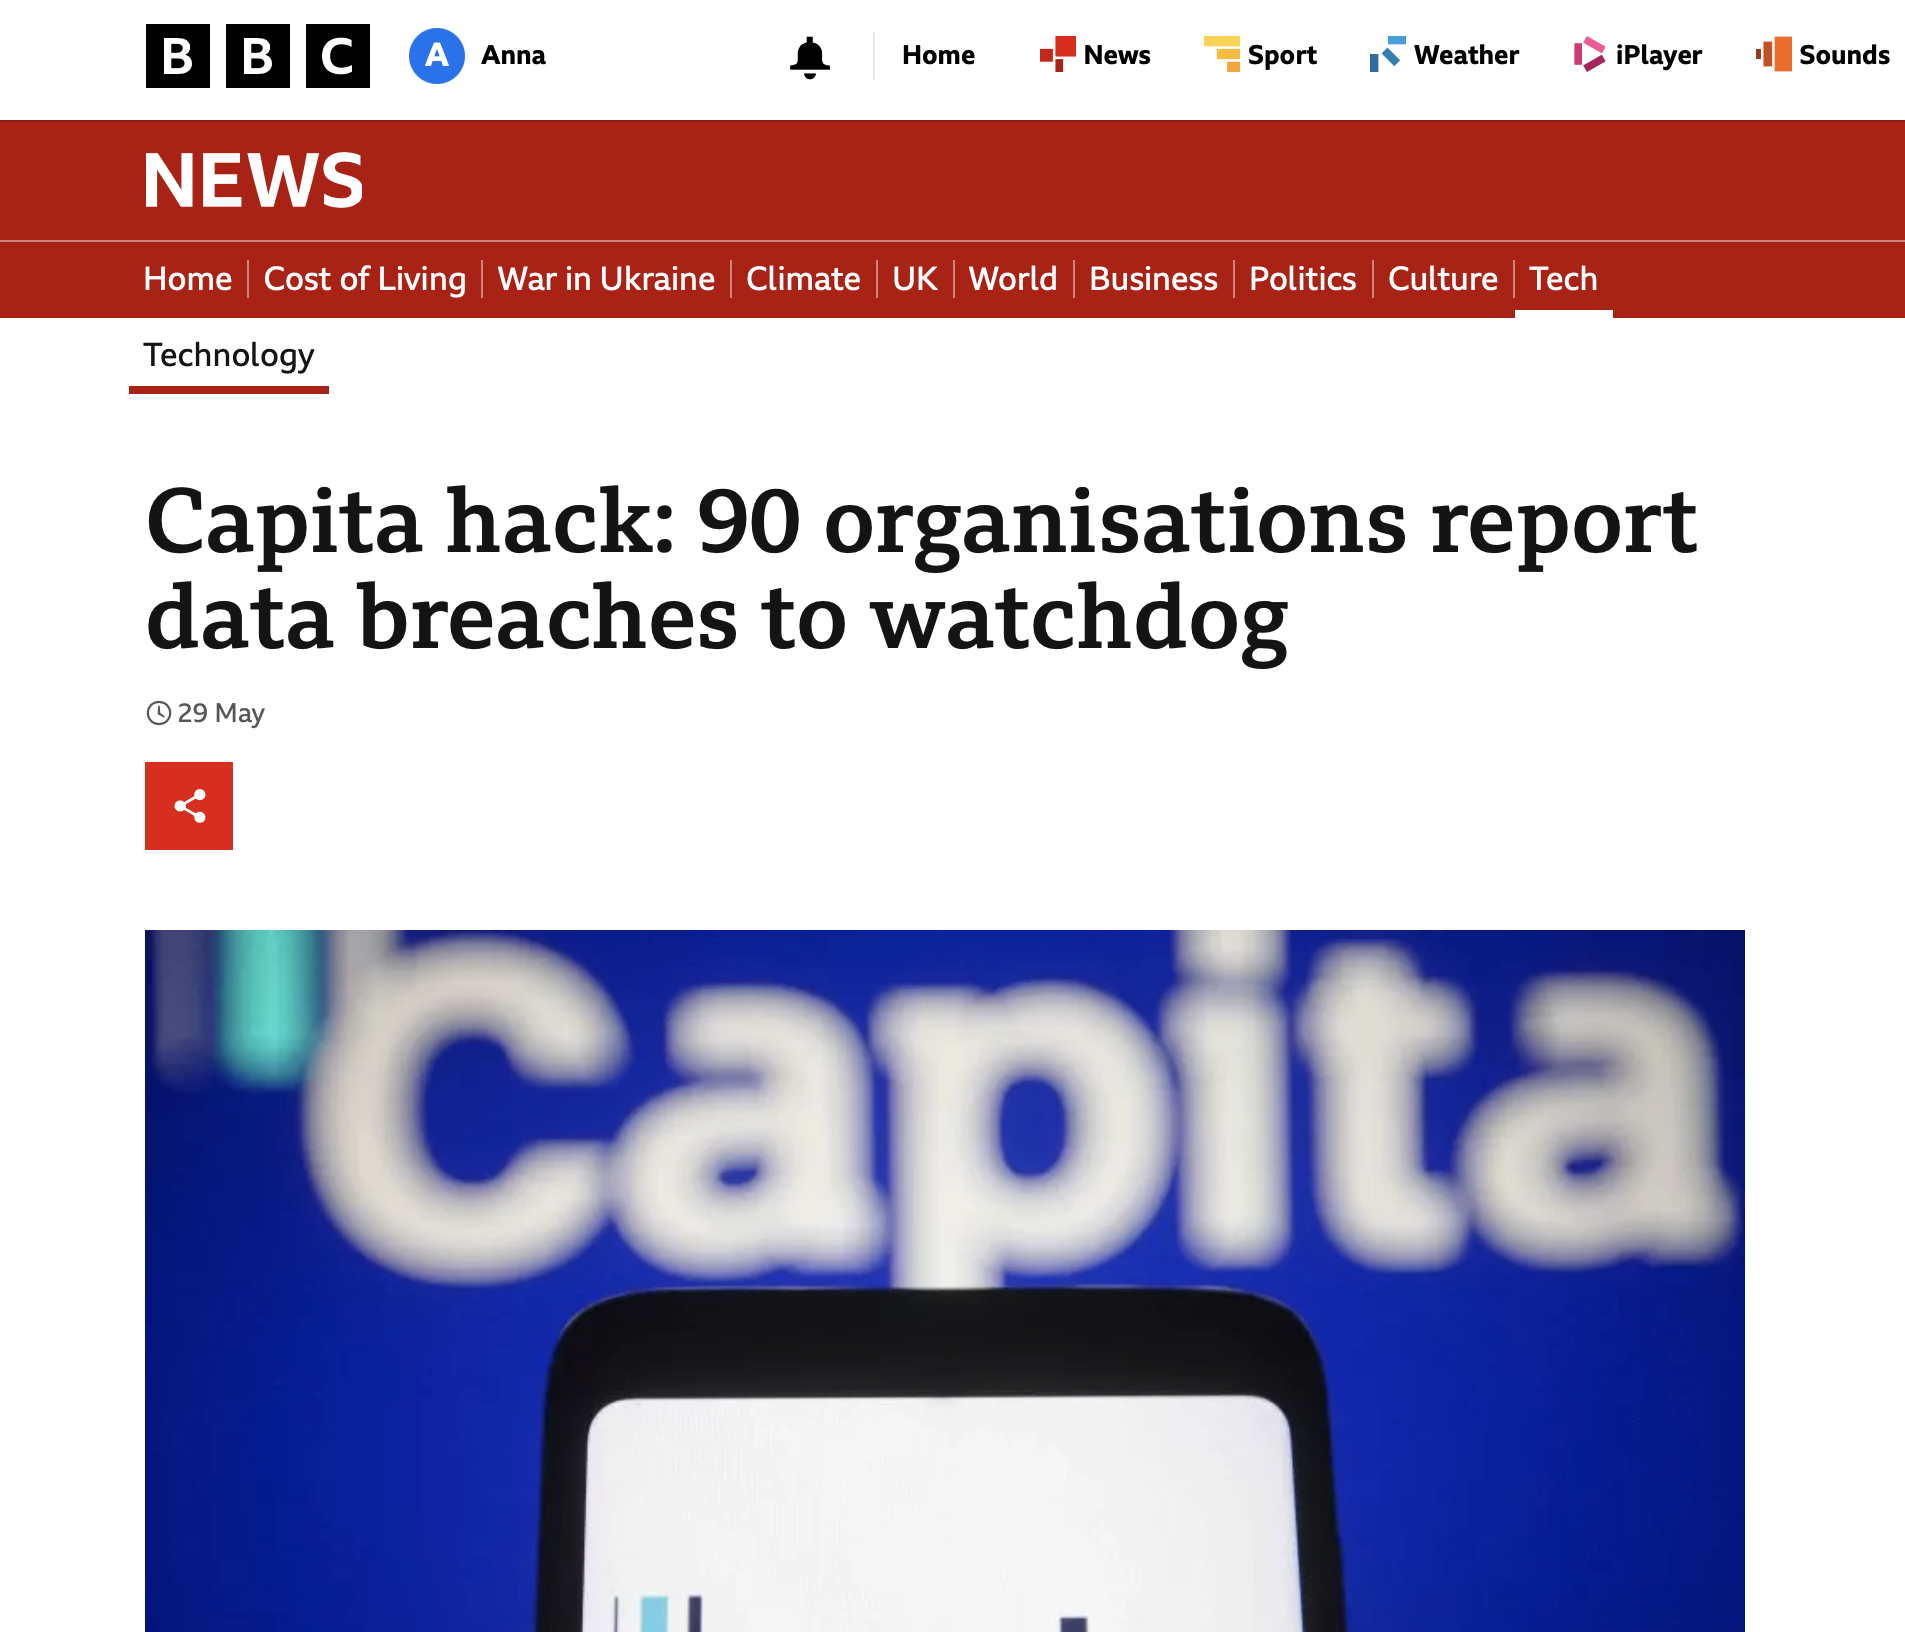 BBC A Anna Home News Sport Weather iPlayer Sounds
NEWS
Home Cost of Living War in Ukraine Climate UK World Business Politics Culture Tech
Technology
Capita hack: 90 organisations report
data breaches to watchdog
29 May
Capita